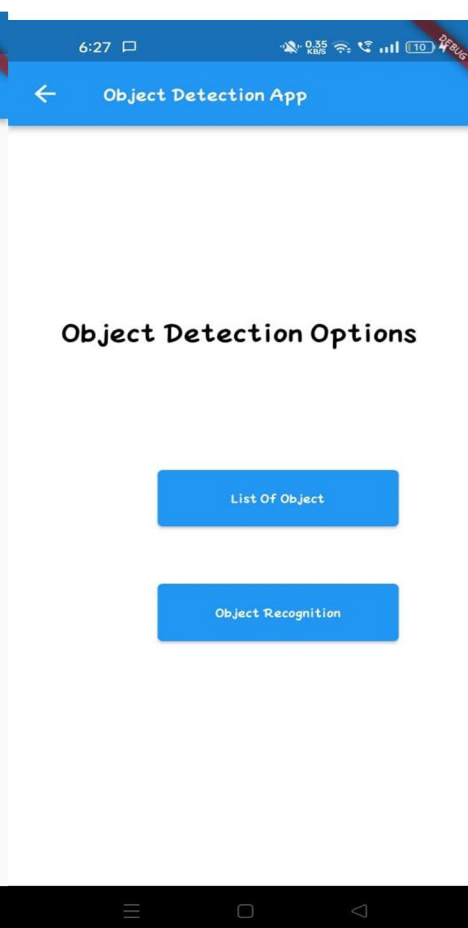 6:27
0.35
KB/S
10
DEBUG
Object Detection App
Object Detection Options
List Of Object
Object Recognition